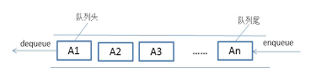 队列头 队列尾
dequeue enqueue
A1 A2 A3 ...... An